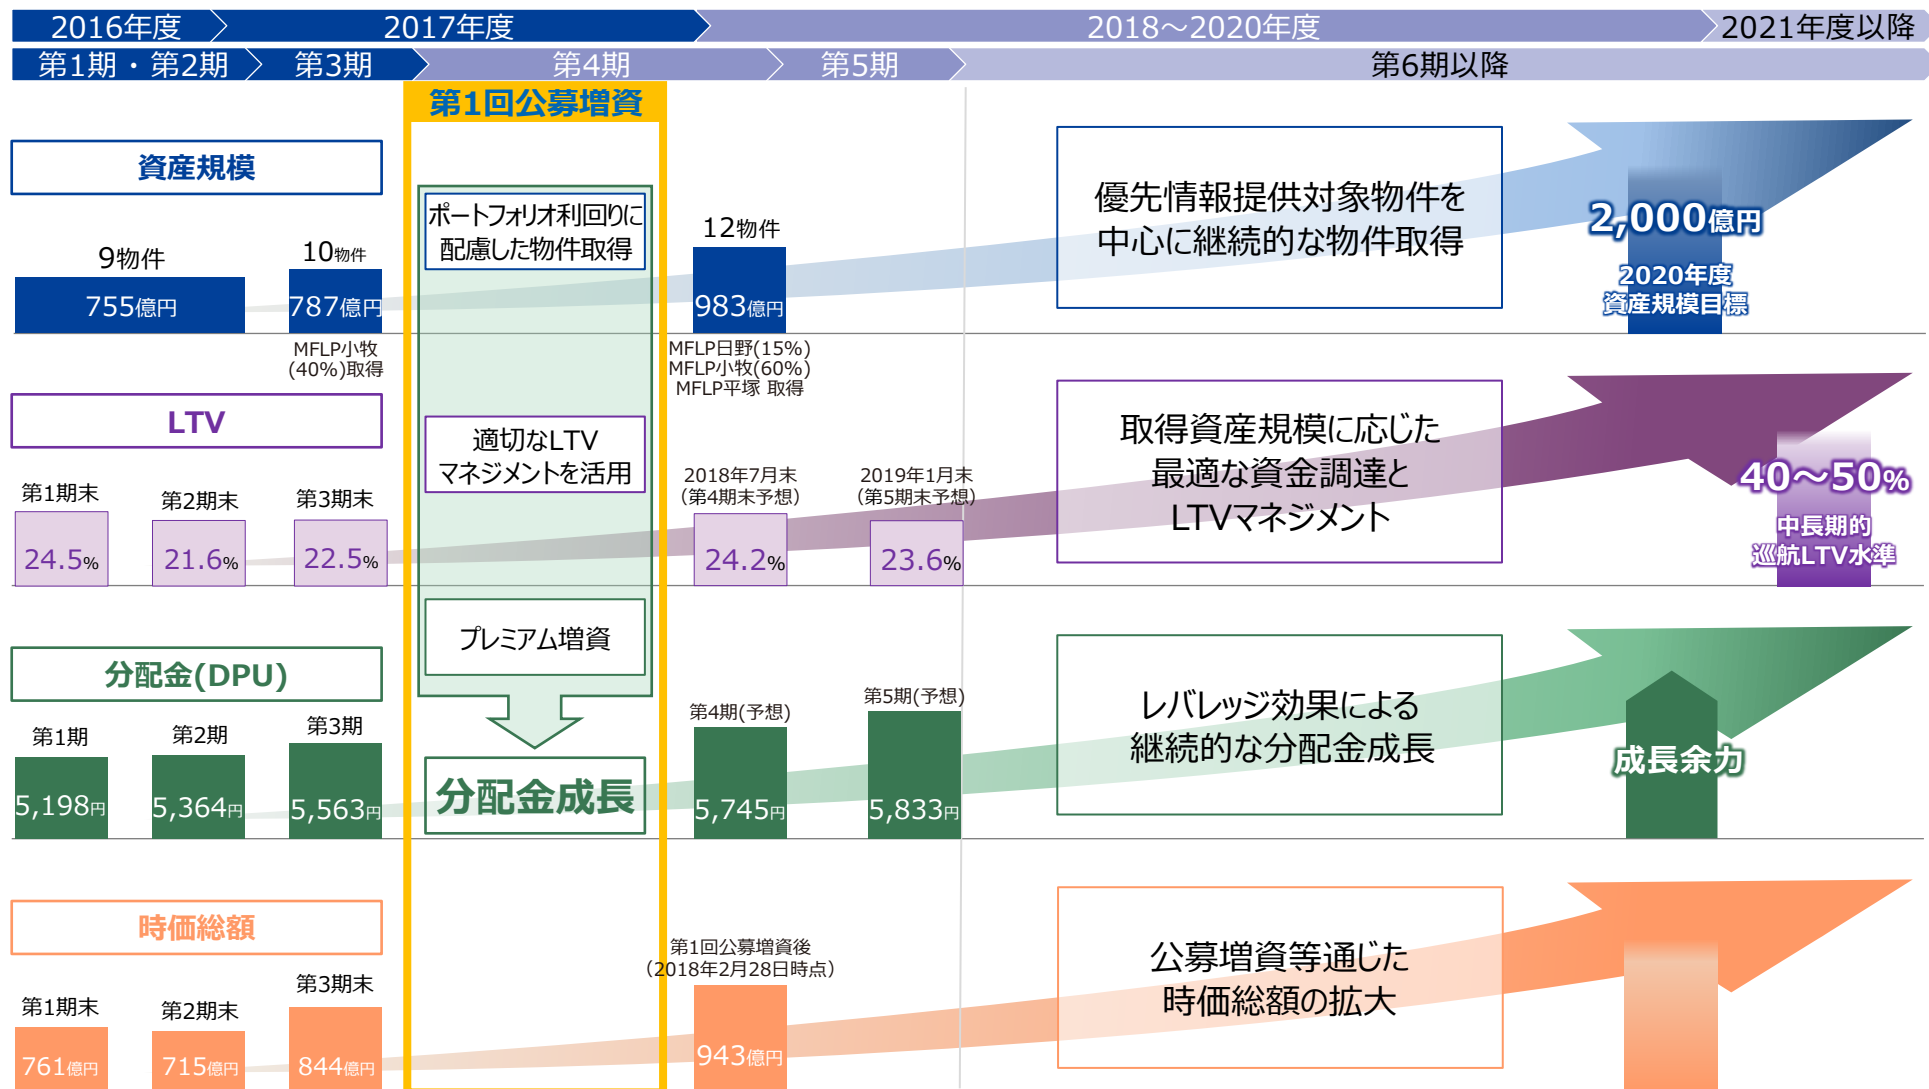 2016年度
2017年度
2018～2020年度
2021年度以降
第1期・第2期
第3期
第4期
第5期
第6期以降
第1回公募増資
資産規模
9物件
755億円
10物件
787億円
MFLP小牧
(40%)取得
ポートフォリオ利回りに
配慮した物件取得
12物件
983億円
MFLP日野(15%)
MFLP小牧(60%)
MFLP平塚 取得
優先情報提供対象物件を
中心に継続的な物件取得
2,000億円
2020年度
資産規模目標
LTV
第1期末
24.5%
第2期末
21.6%
第3期末
22.5%
適切なLTV
マネジメントを活用
2018年7月末
(第4期末予想)
24.2%
2019年1月末
(第5期末予想)
23.6%
取得資産規模に応じた
最適な資金調達と
LTVマネジメント
40～50%
中長期的
巡航LTV水準
プレミアム増資
分配金(DPU)
第1期
5,198円
第2期
5,364円
第3期
5,563円
分配金成長
第4期(予想)
5,745円
第5期(予想)
5,833円
レバレッジ効果による
継続的な分配金成長
成長余力
時価総額
第1期末
761億円
第2期末
715億円
第3期末
844億円
第1回公募増資後
(2018年2月28日時点)
943億円
公募増資等通じた
時価総額の拡大